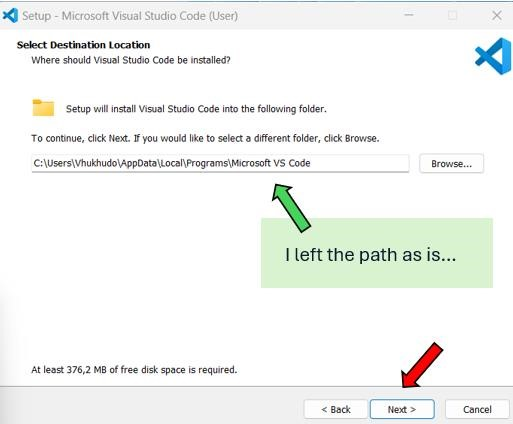 Setup - Microsoft Visual Studio Code (User)
Select Destination Location
Where should Visual Studio Code be installed?
Setup will install Visual Studio Code into the following folder.
To continue, click Next. If you would like to select a different folder, click Browse.
C:\Users\Vhukhudo\AppData\Local\Programs\Microsoft VS Code
Browse...
I left the path as is...
At least 376,2 MB of free disk space is required.
< Back
Next >
Cancel